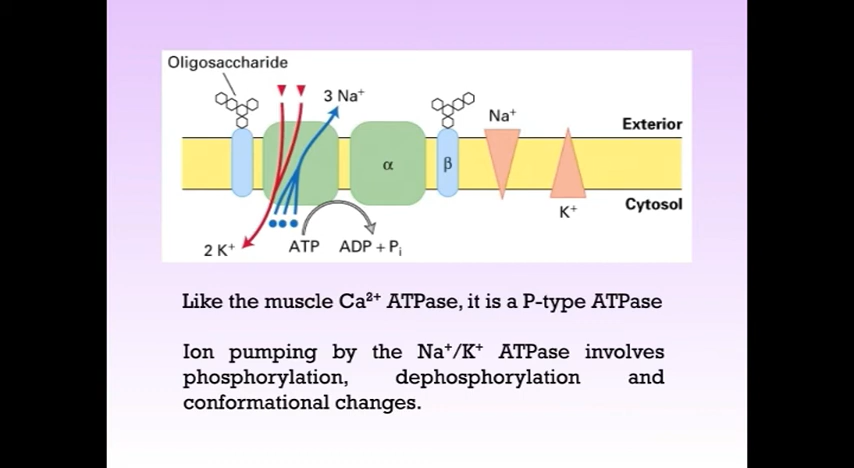 Oligosaccharide
3 Na⁺
Na⁺
Exterior
α
β
Cytosol
K⁺
2 K⁺
ATP
ADP + Pᵢ
Like the muscle Ca²⁺ ATPase, it is a P-type ATPase
Ion pumping by the Na⁺/K⁺ ATPase involves
phosphorylation, dephosphorylation and
conformational changes.